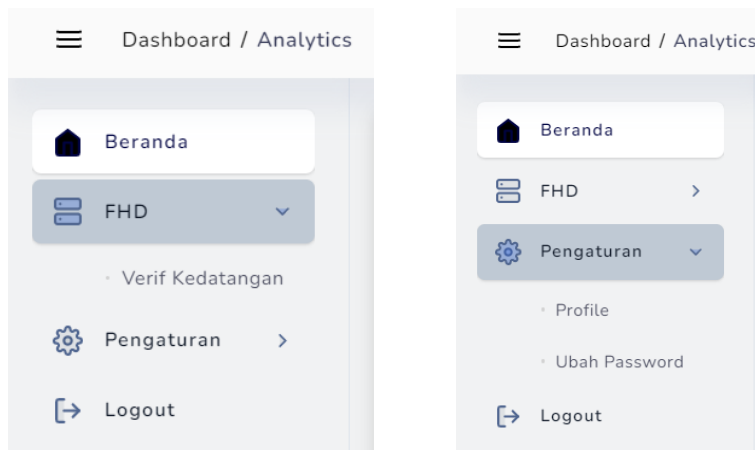 Dashboard / Analytics
Beranda
FHD
Verif Kedatangan
Pengaturan
Logout
Dashboard / Analytics
Beranda
FHD
Pengaturan
Profile
Ubah Password
Logout